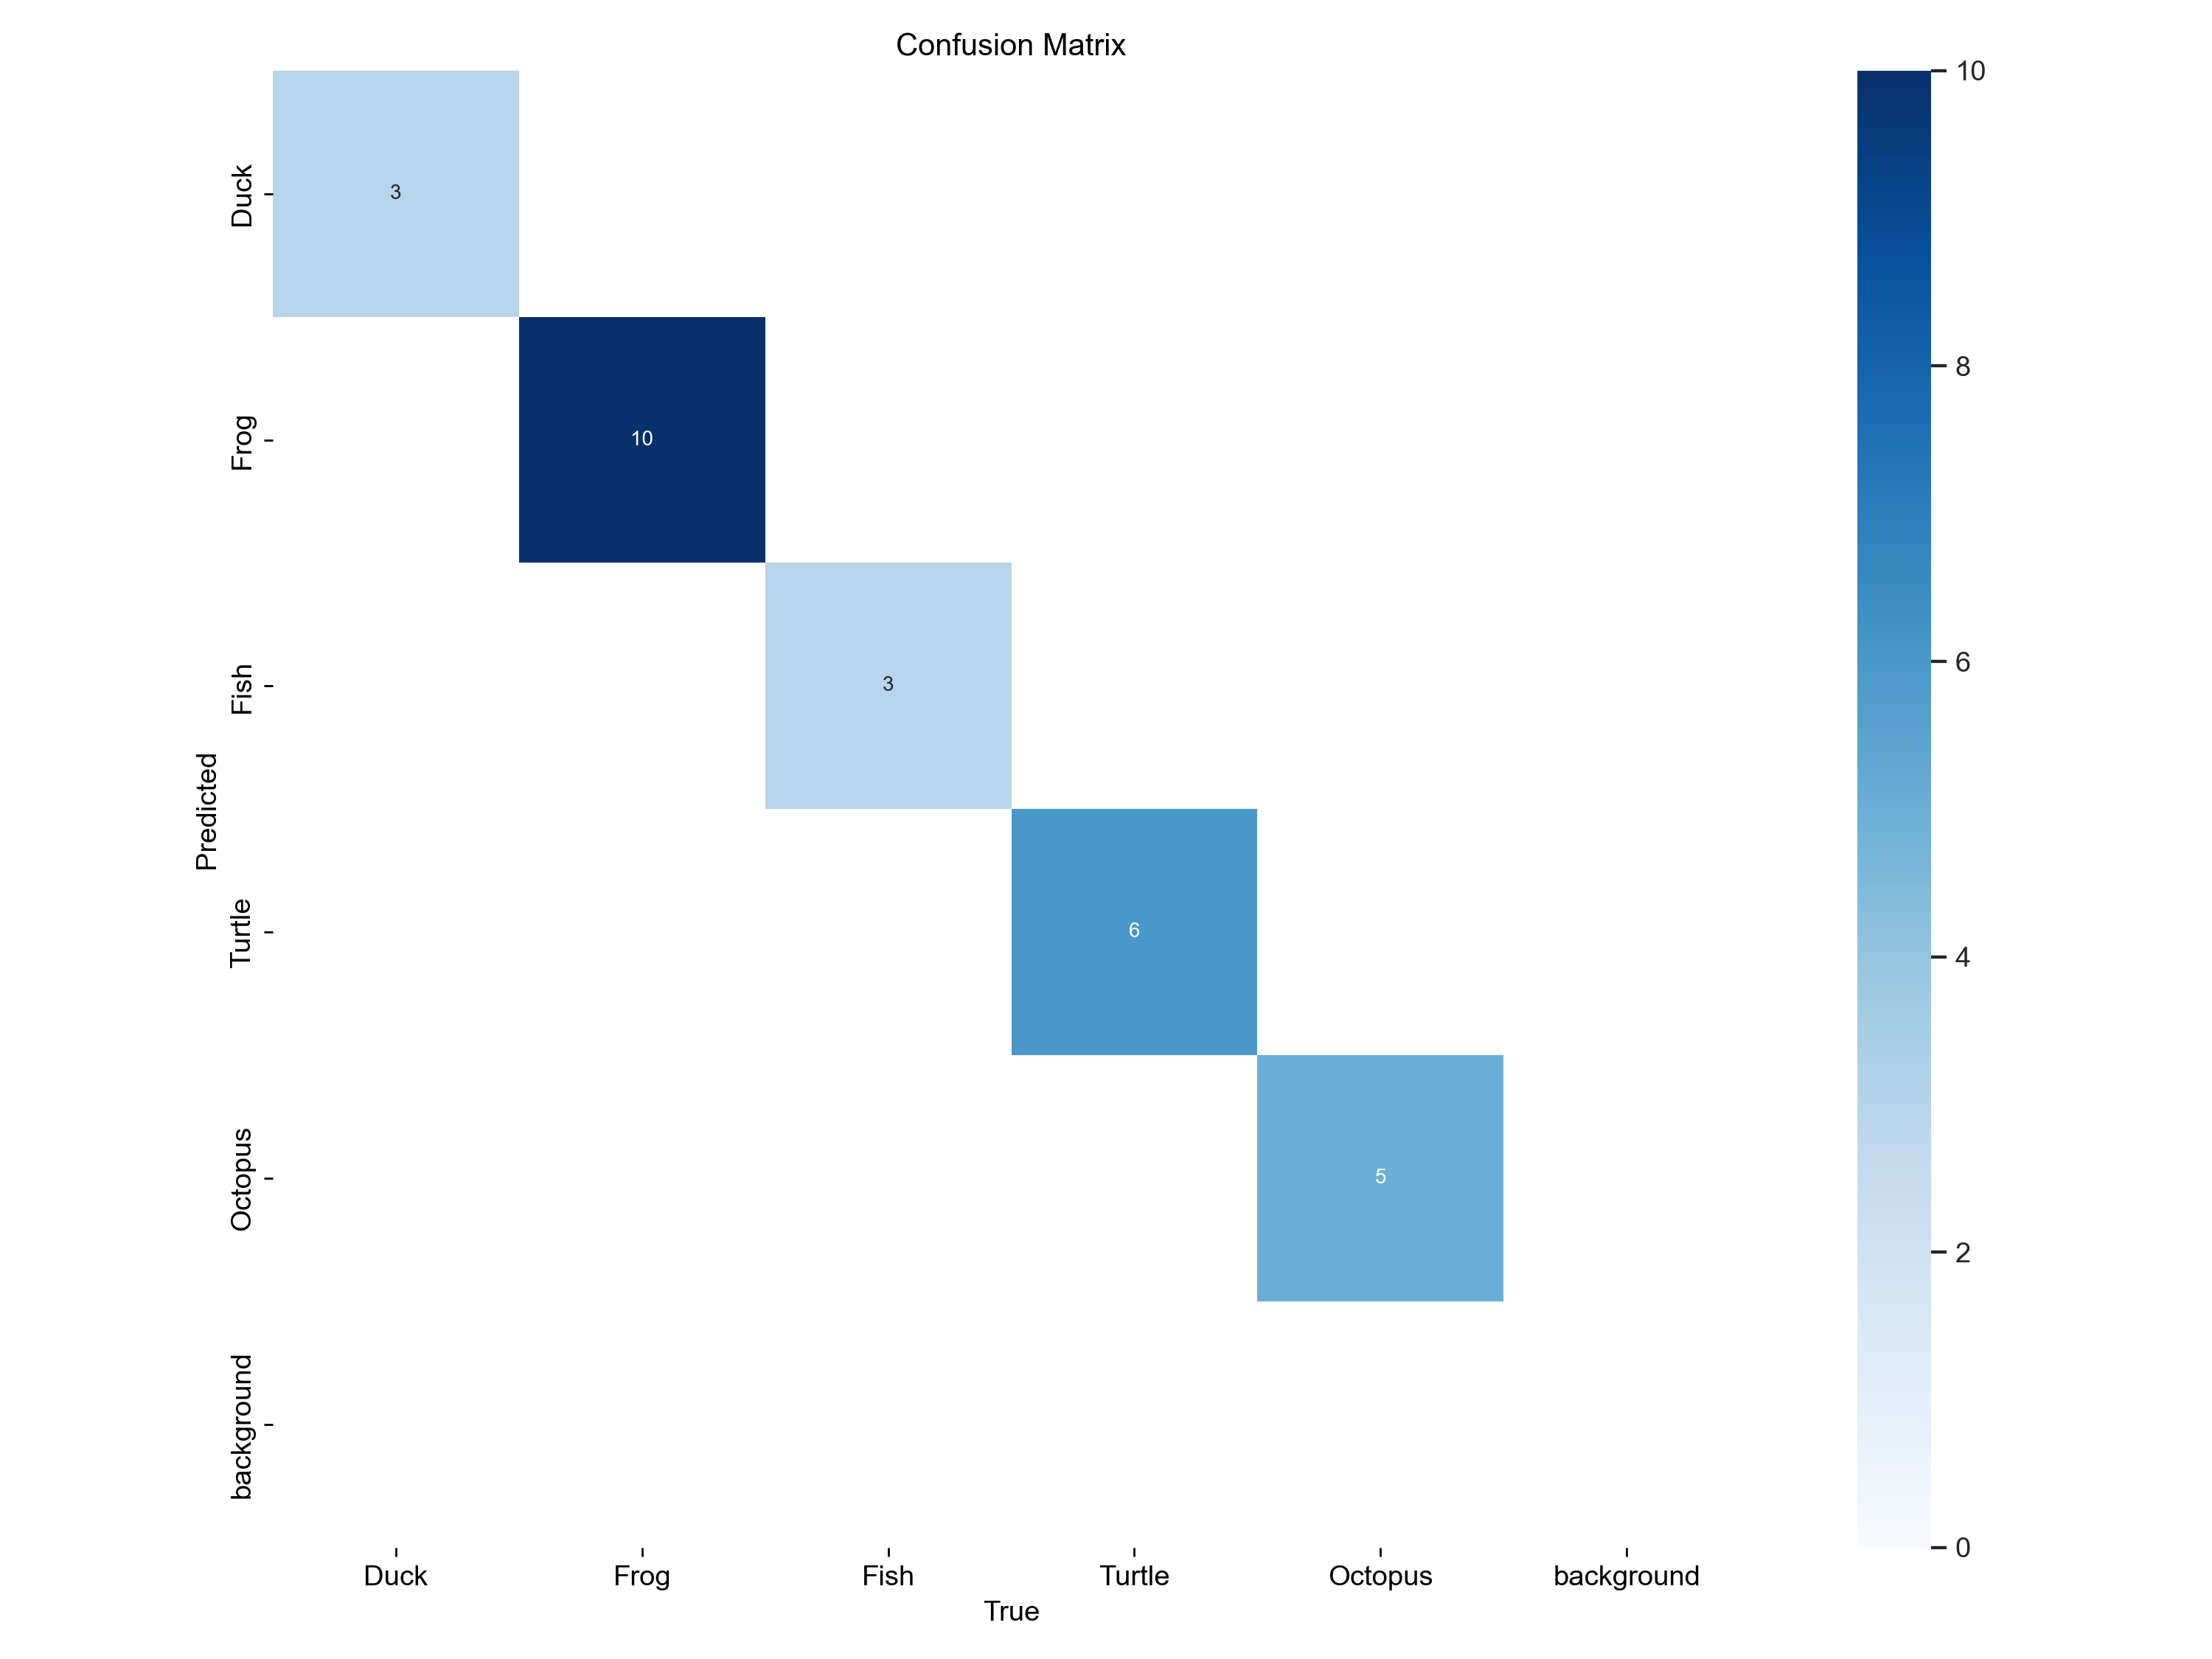 Confusion Matrix
Duck
3
Frog
10
Fish
3
Turtle
6
Octopus
5
background
Predicted
Duck
Frog
Fish
Turtle
Octopus
background
True
10
8
6
4
2
0